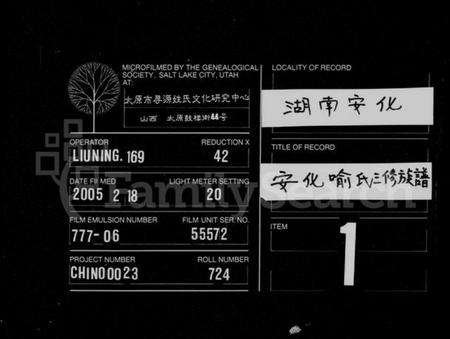 MICROFILMED BY THE GENEALOGICAL
SOCIETY, SALT LAKE CITY, UTAH
AT:
太原市寻源姓氏文化研究中心
山西 太原鼓楼街44号
OPERATOR
LIUNING. 169
REDUCTION X
42
DATE FILMED
2005 2 18
LIGHT METER SETTING
20
FILM EMULSION NUMBER
777-06
FILM UNIT SER. NO.
55572
PROJECT NUMBER
CHINO0023
ROLL NUMBER
724
LOCALITY OF RECORD
湖南安化
TITLE OF RECORD
安化喻氏三修族譜
ITEM
1
FamilySearch